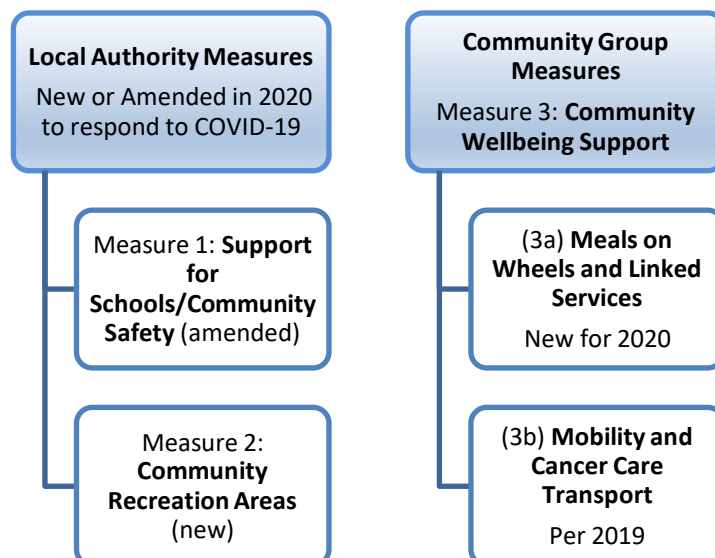 Local Authority Measures
New or Amended in 2020
to respond to COVID-19
Measure 1: Support
for
Schools/Community
Safety (amended)
Measure 2:
Community
Recreation Areas
(new)
Community Group
Measures
Measure 3: Community
Wellbeing Support
(3a) Meals on
Wheels and Linked
Services
New for 2020
(3b) Mobility and
Cancer Care
Transport
Per 2019